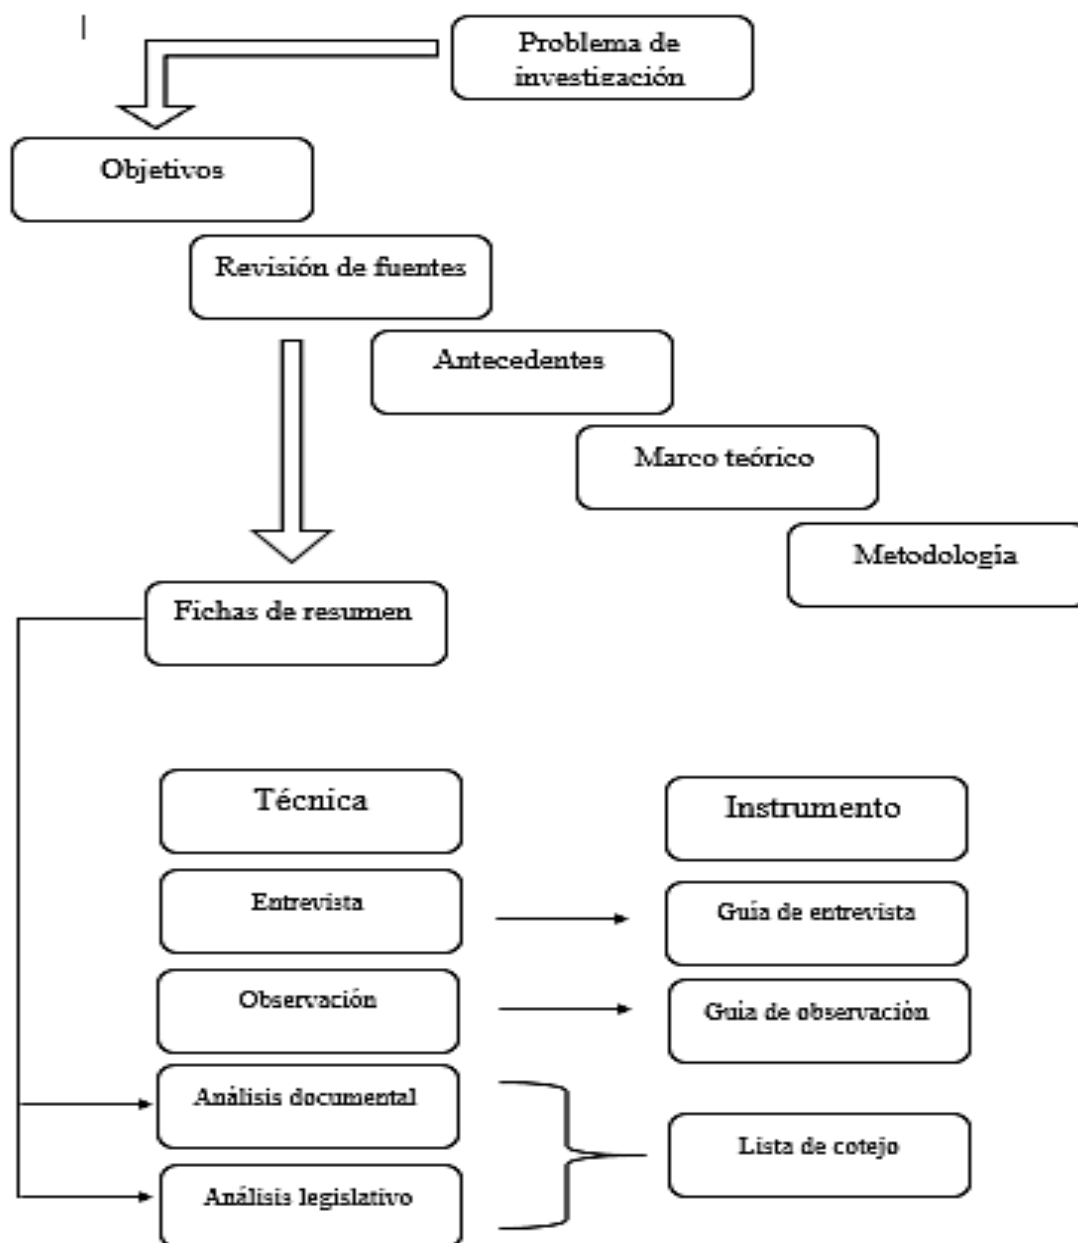 Problema de
investigación
Objetivos
Revisión de fuentes
Antecedentes
Marco teórico
Metodología
Fichas de resumen
Técnica
Instrumento
Entrevista
Guía de entrevista
Observación
Guia de observación
Análisis documental
Lista de cotejo
Análisis legislativo